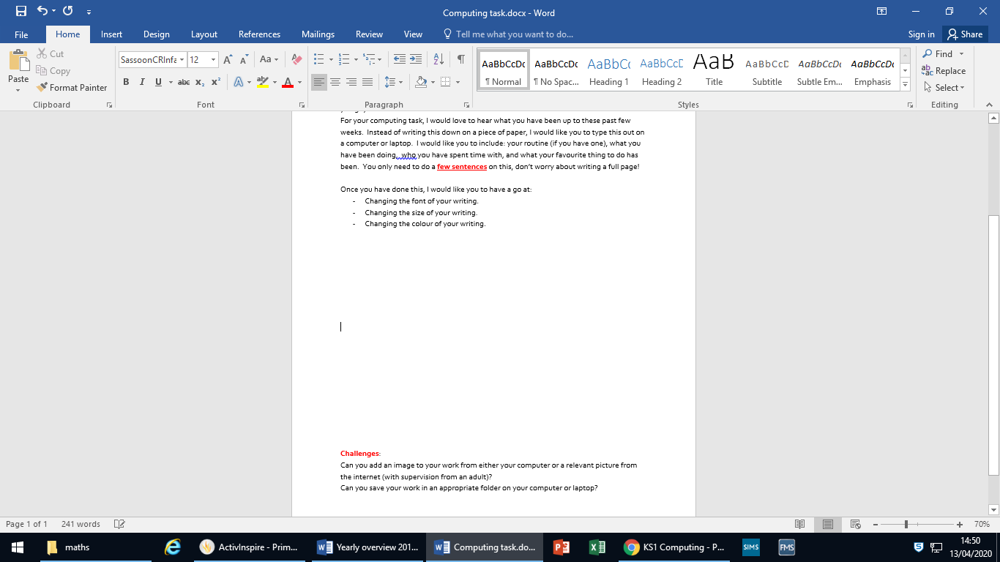 Computing task.docx - Word
File Home Insert Design Layout References Mailings Review View Tell me what you want to do... Sign in Share
Paste
Cut
Copy
Format Painter
Clipboard
SassoonCRInfa 12 Aa
B I U abc x₂ x² A A
Font
Paragraph
AaBbCcDc AaBbCcDc AaBbCc AaBbCcD AaB AaBbCcD AaBbCcDc AaBbCcDc
¶ Normal ¶ No Spac... Heading 1 Heading 2 Title Subtitle Subtle Em... Emphasis
Styles
Find
Replace
Select
Editing
For your computing task, I would love to hear what you have been up to these past few
weeks. Instead of writing this down on a piece of paper, I would like you to type this out on
a computer or laptop. I would like you to include: your routine (if you have one), what you
have been doing, who you have spent time with, and what your favourite thing to do has
been. You only need to do a few sentences on this, don't worry about writing a full page!
Once you have done this, I would like you to have a go at:
- Changing the font of your writing.
- Changing the size of your writing.
- Changing the colour of your writing.
Challenges:
Can you add an image to your work from either your computer or a relevant picture from
the internet (with supervision from an adult)?
Can you save your work in an appropriate folder on your computer or laptop?
Page 1 of 1 241 words 70%
maths ActivInspire - Prim... Yearly overview 201... Computing task.do... KS1 Computing - P... SIMS FMS 14:50
13/04/2020